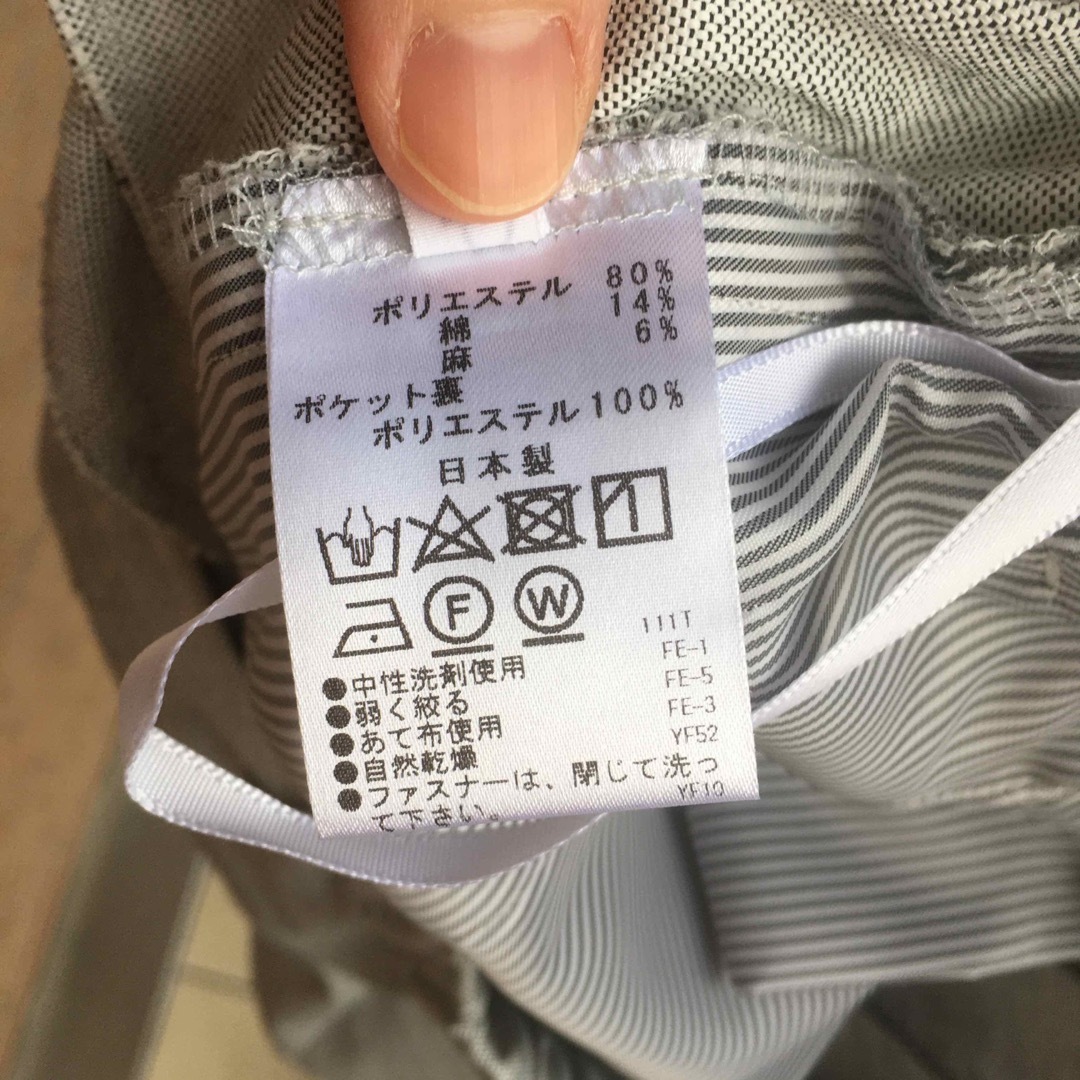 ポリエステル 80%
綿 14%
麻 6%
ポケット裏
ポリエステル100%
日本製
F W
111T
●中性洗剤使用 FE-1
●弱く絞る FE-5
●あて布使用 FE-3
●自然乾燥 YF52
●ファスナーは、閉じて洗っ
て下さい。 YF10